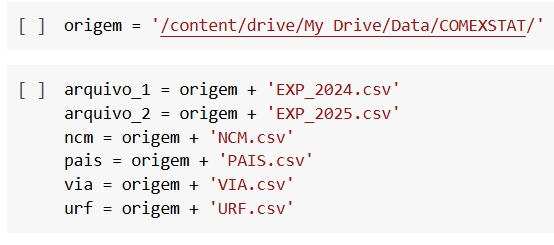 [ ] origem = '/content/drive/My Drive/Data/COMEXSTAT/'
[ ] arquivo_1 = origem + 'EXP_2024.csv'
arquivo_2 = origem + 'EXP_2025.csv'
ncm = origem + 'NCM.csv'
pais = origem + 'PAIS.csv'
via = origem + 'VIA.csv'
urf = origem + 'URF.csv'